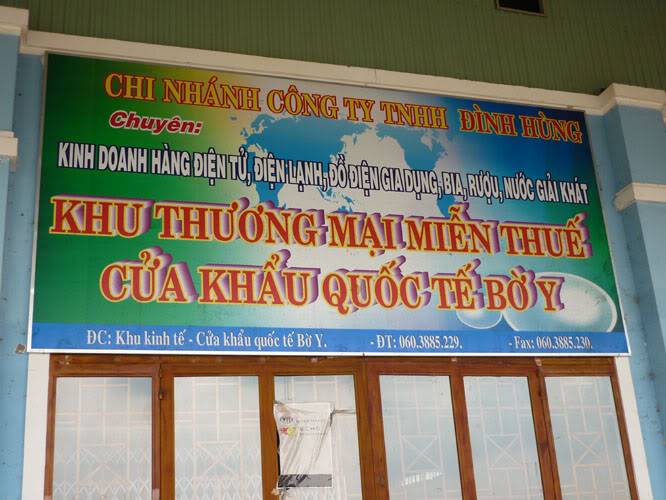 CHI NHÁNH CÔNG TY TNHH ĐÌNH HÙNG
Chuyên:
KINH DOANH HÀNG ĐIỆN TỬ, ĐIỆN LẠNH, ĐỒ ĐIỆN GIA DỤNG, BIA, RƯỢU, NƯỚC GIẢI KHÁT
KHU THƯƠNG MẠI MIỄN THUẾ
CỬA KHẨU QUỐC TẾ BỜ Y
ĐC: Khu kinh tế - Cửa khẩu quốc tế Bờ Y. - ĐT: 060.3885.229. - Fax: 060.3885.230.